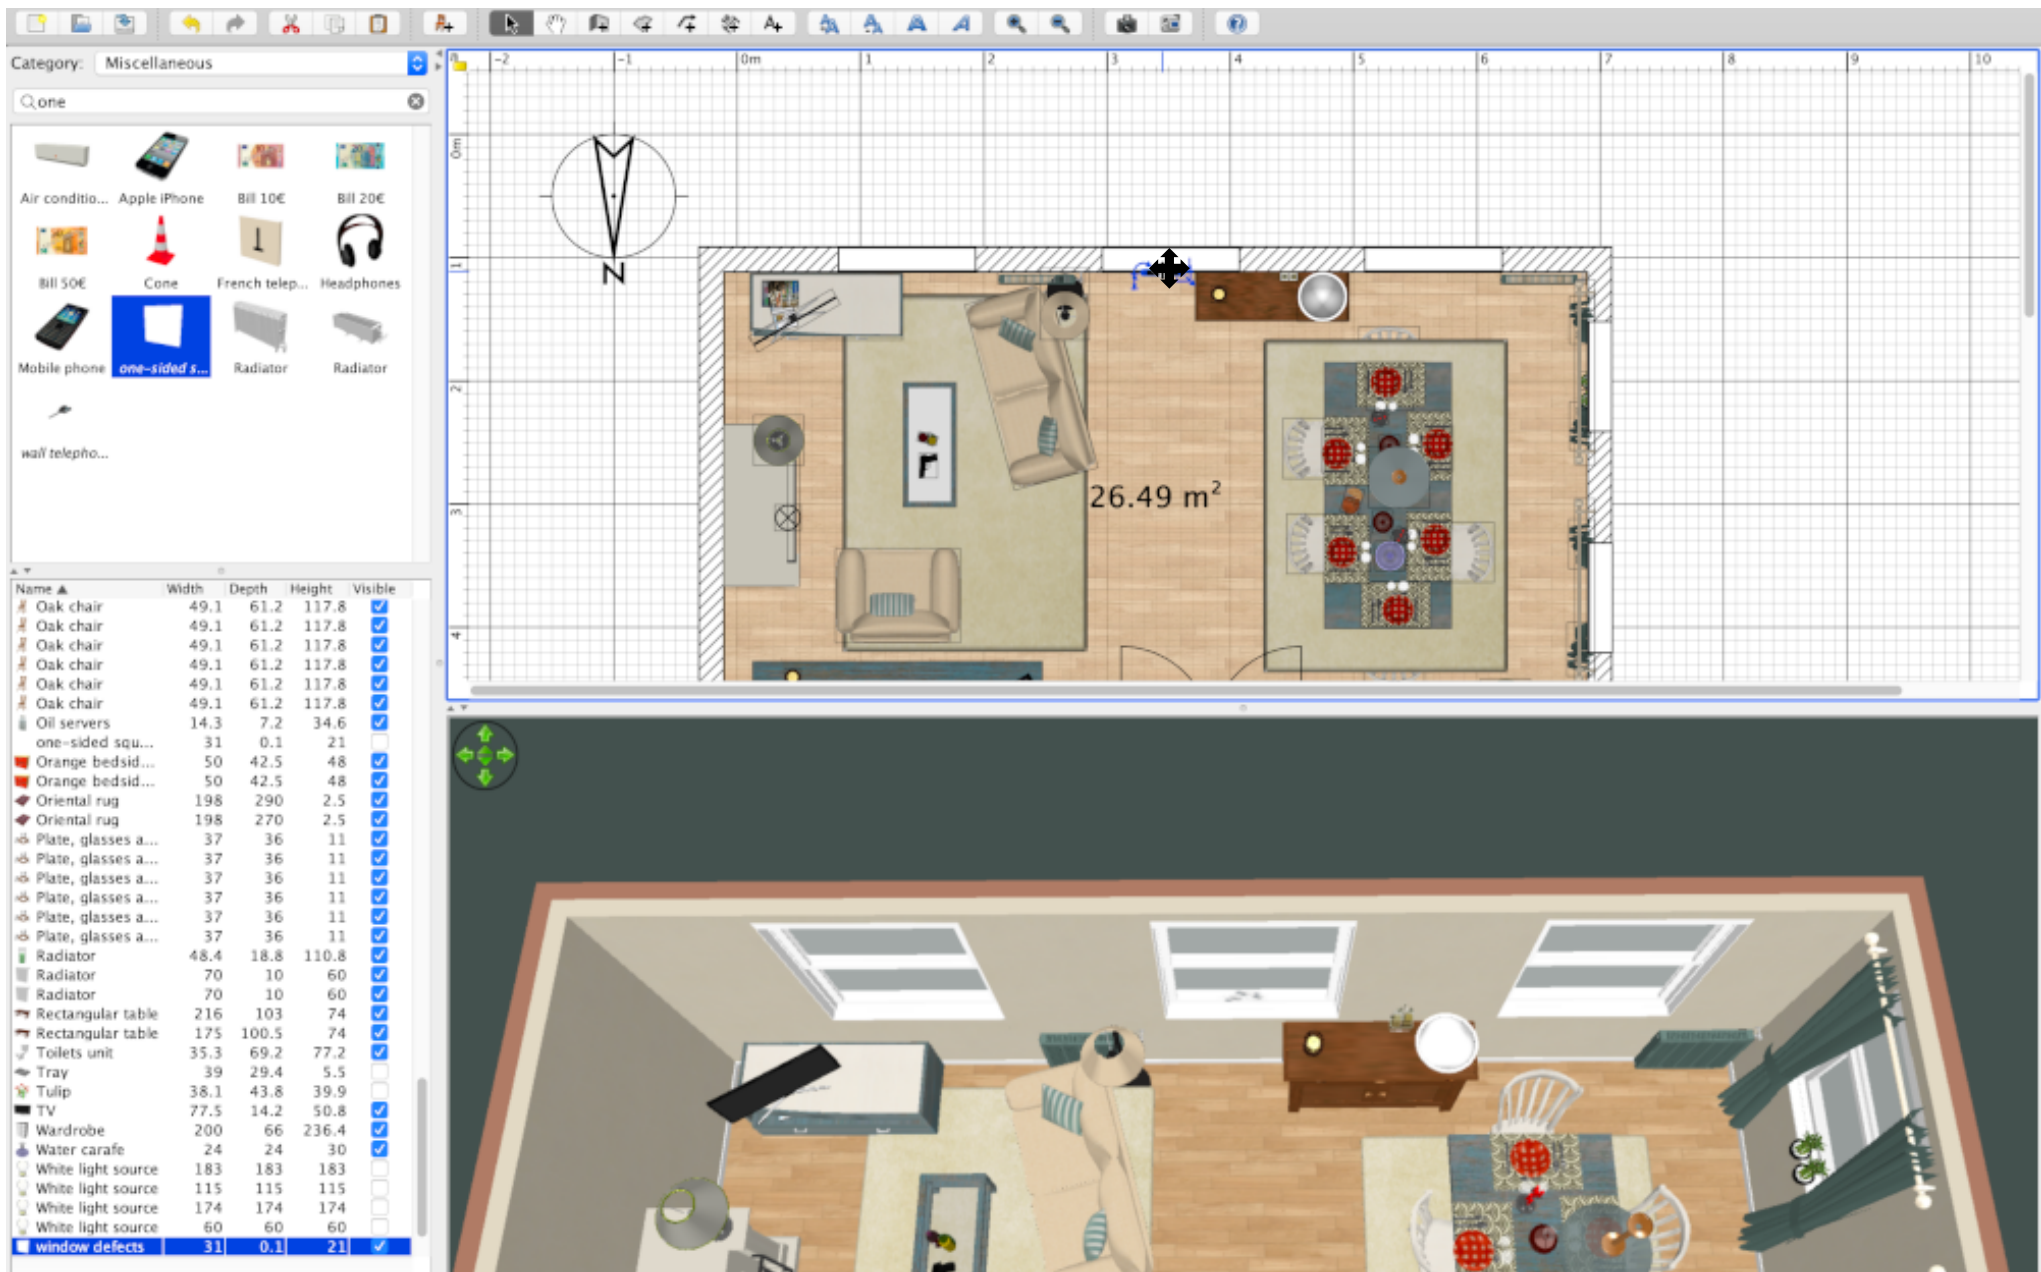 Category: Miscellaneous
one
Air conditio... Apple iPhone Bill 10€ Bill 20€
Bill 50€ Cone French telep... Headphones
Mobile phone one-sided s... Radiator Radiator
wall telepho...
Name Width Depth Height Visible
Oak chair 49.1 61.2 117.8
Oak chair 49.1 61.2 117.8
Oak chair 49.1 61.2 117.8
Oak chair 49.1 61.2 117.8
Oak chair 49.1 61.2 117.8
Oak chair 49.1 61.2 117.8
Oil servers 14.3 7.2 34.6
one-sided squ... 31 0.1 21
Orange bedsid... 50 42.5 48
Orange bedsid... 50 42.5 48
Oriental rug 198 290 2.5
Oriental rug 198 270 2.5
Plate, glasses a... 37 36 11
Plate, glasses a... 37 36 11
Plate, glasses a... 37 36 11
Plate, glasses a... 37 36 11
Plate, glasses a... 37 36 11
Plate, glasses a... 37 36 11
Radiator 48.4 18.8 110.8
Radiator 70 10 60
Radiator 70 10 60
Rectangular table 216 103 74
Rectangular table 175 100.5 74
Toilets unit 35.3 69.2 77.2
Tray 39 29.4 5.5
Tulip 38.1 43.8 39.9
TV 77.5 14.2 50.8
Wardrobe 200 66 236.4
Water carafe 24 24 30
White light source 183 183 183
White light source 115 115 115
White light source 174 174 174
White light source 60 60 60
window defects 31 0.1 21
-2 -1 0m 1 2 3 4 5 6 7 8 9 10
0m
1
2
3
4
N
26.49 m²